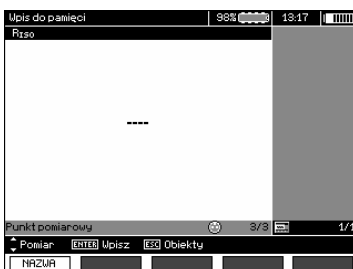 Wpis do pamięci 98% 13:17
RISO
----
Punkt pomiarowy 3/3 1/1
Pomiar ENTER Wpisz ESC Obiekty
NAZWA